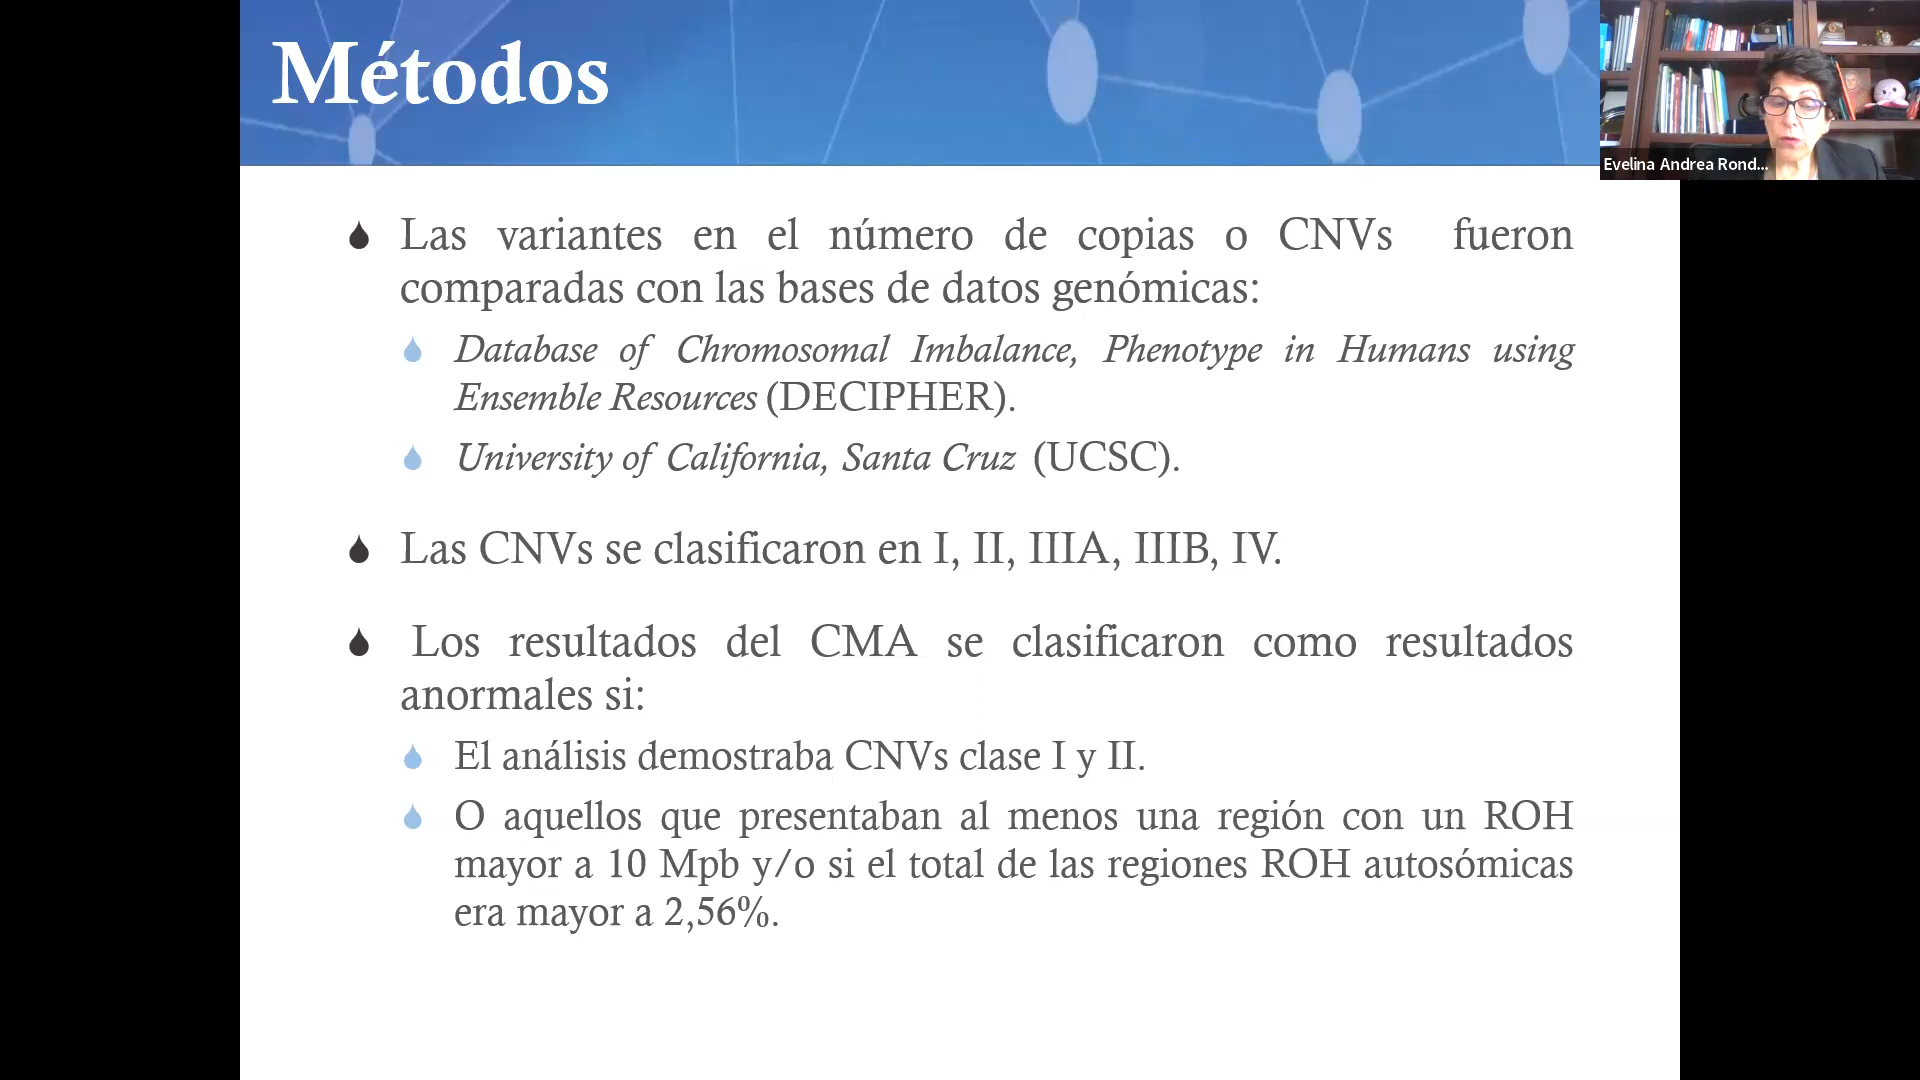 Métodos
Evelina Andrea Rond...
Las variantes en el número de copias o CNVs fueron
comparadas con las bases de datos genómicas:
Database of Chromosomal Imbalance, Phenotype in Humans using
Ensemble Resources (DECIPHER).
University of California, Santa Cruz (UCSC).
Las CNVs se clasificaron en I, II, IIIA, IIIB, IV.
Los resultados del CMA se clasificaron como resultados
anormales si:
El análisis demostraba CNVs clase I y II.
O aquellos que presentaban al menos una región con un ROH
mayor a 10 Mpb y/o si el total de las regiones ROH autosómicas
era mayor a 2,56%.